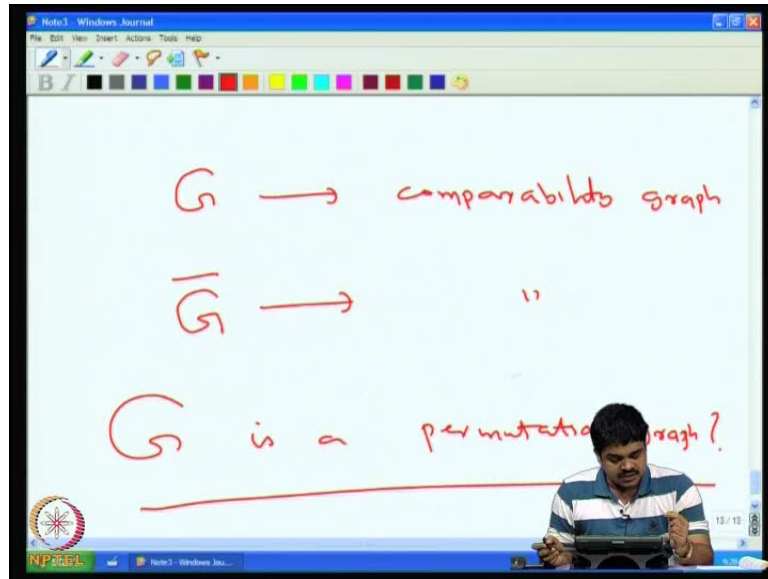 Note3 - Windows Journal
File Edit View Insert Actions Tools Help
B I
G → comparability graph
G̅ → "
G is a permutation graph?
13 / 13
NPTEL
Note3 - Windows Jou...